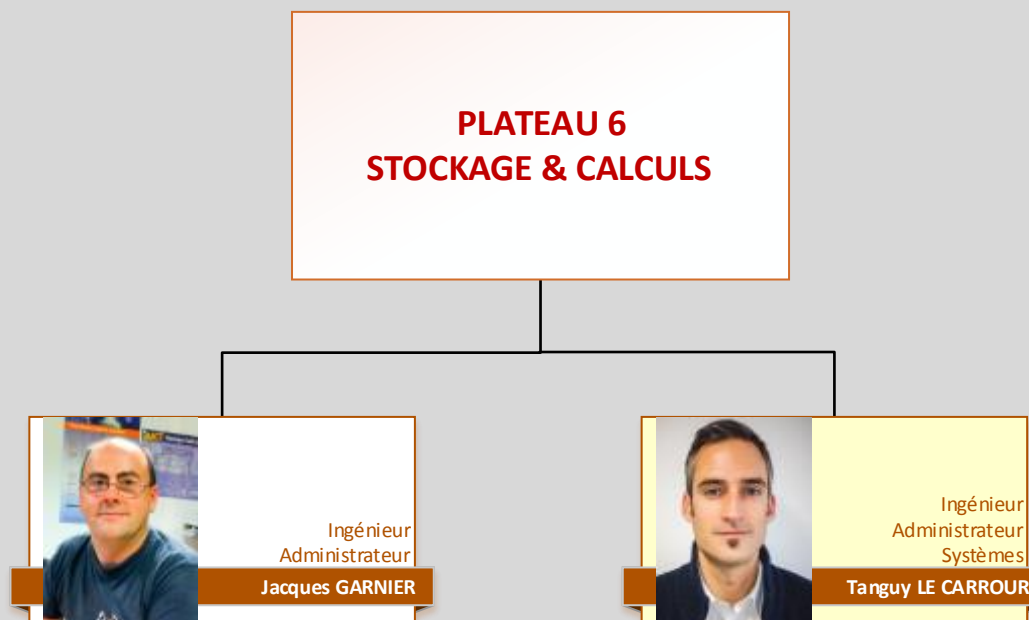 PLATEAU 6
STOCKAGE & CALCULS
Ingénieur
Administrateur
Jacques GARNIER
Ingénieur
Administrateur
Systèmes
Tanguy LE CARROUR